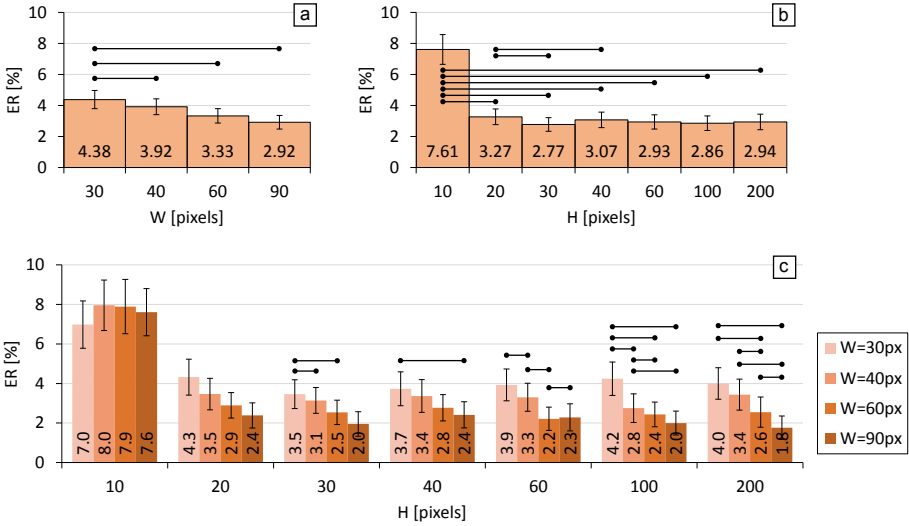 a
ER [%]
10
8
6
4
2
0
4.38 3.92 3.33 2.92
30 40 60 90
W [pixels]
b
ER [%]
10
8
6
4
2
0
7.61 3.27 2.77 3.07 2.93 2.86 2.94
10 20 30 40 60 100 200
H [pixels]
c
ER [%]
10
8
6
4
2
0
7.0 8.0 7.9 7.6 4.3 3.5 2.9 2.4 3.5 3.1 2.5 2.0 3.7 3.4 2.8 2.4 3.9 3.3 2.2 2.3 4.2 2.8 2.4 2.0 4.0 3.4 2.6 1.8
10 20 30 40 60 100 200
H [pixels]
W=30px
W=40px
W=60px
W=90px